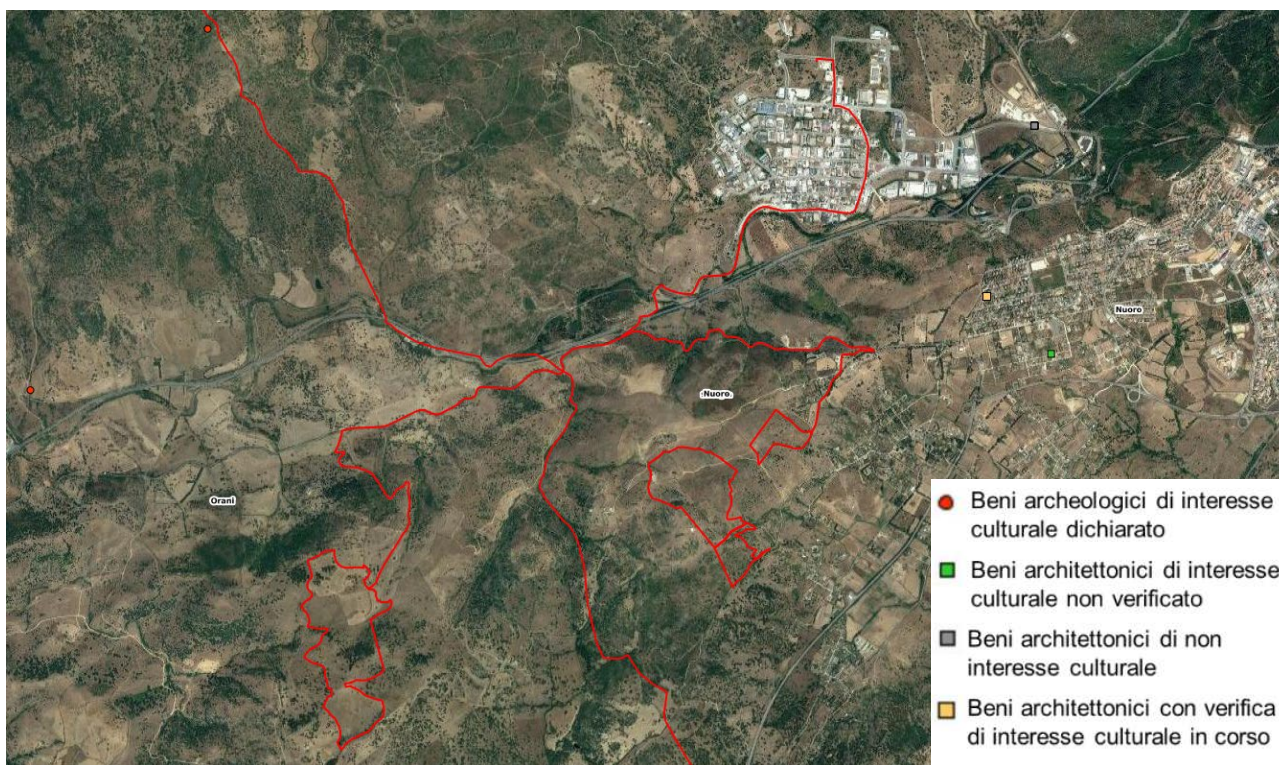 Nuoro
Nuoro.
Orani
Beni archeologici di interesse
culturale dichiarato
Beni architettonici di interesse
culturale non verificato
Beni architettonici di non
interesse culturale
Beni architettonici con verifica
di interesse culturale in corso